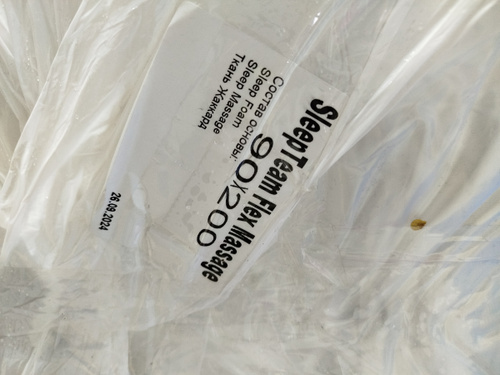 SleepTeam Flex Massage
90X200
Состав основы:
Sleep Foam
Sleep Massage
Ткань Жаккард
26.09.2024